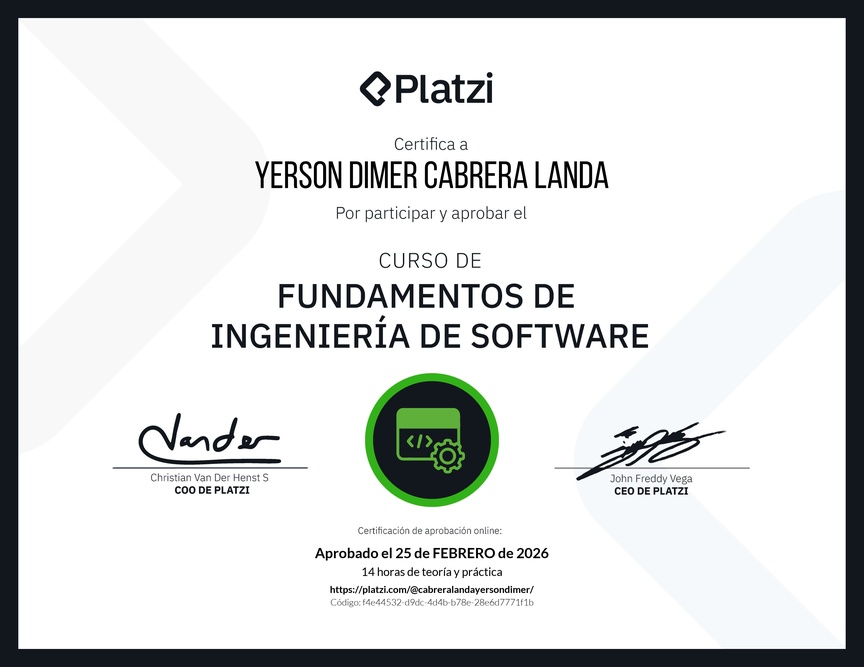 Platzi
Certifica a
YERSON DIMER CABRERA LANDA
Por participar y aprobar el
CURSO DE
FUNDAMENTOS DE
INGENIERÍA DE SOFTWARE
</>
Vander
Christian Van Der Henst S
COO DE PLATZI
John Freddy Vega
CEO DE PLATZI
Certificación de aprobación online:
Aprobado el 25 de FEBRERO de 2026
14 horas de teoría y práctica
https://platzi.com/@cabreralandayersondimer/
Código: f4e44532-d9dc-4d4b-b78e-28e6d7771f1b